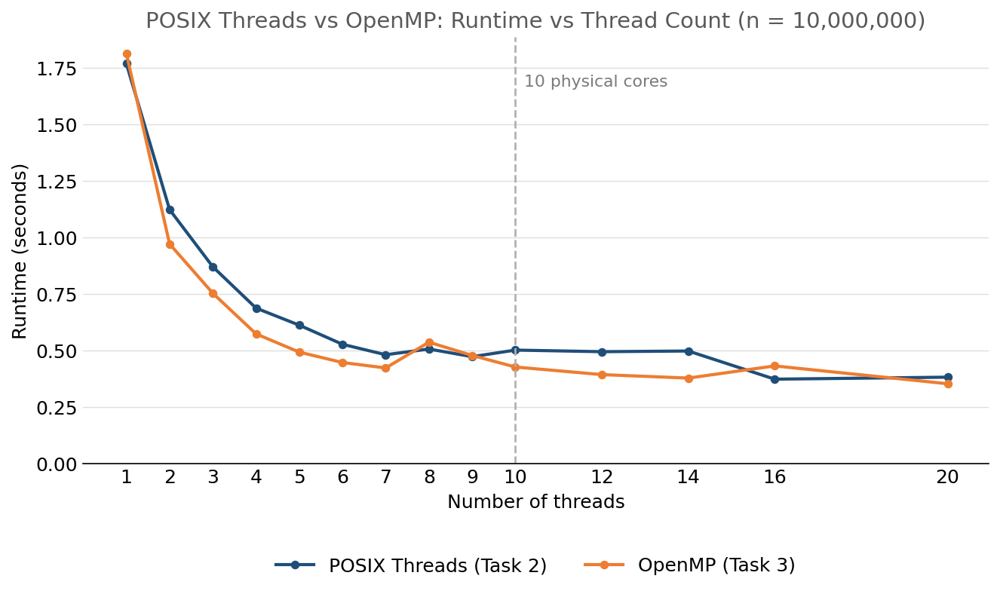 POSIX Threads vs OpenMP: Runtime vs Thread Count (n = 10,000,000)
Runtime (seconds)
1.75
1.50
1.25
1.00
0.75
0.50
0.25
0.00
10 physical cores
1 2 3 4 5 6 7 8 9 10 12 14 16 20
Number of threads
POSIX Threads (Task 2) OpenMP (Task 3)